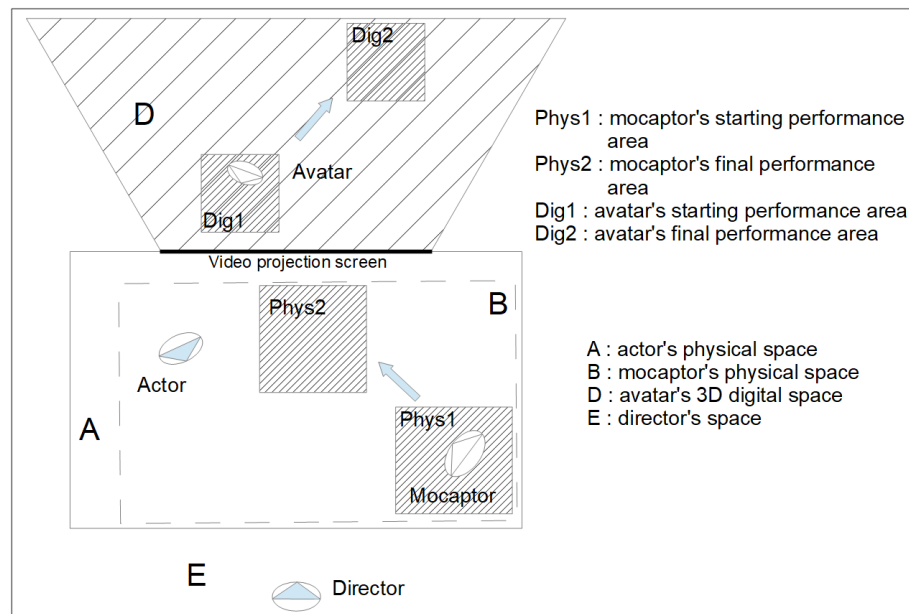 Dig2
D
Avatar
Dig1
Video projection screen
Phys2
B
Actor
A
Phys1
Mocaptor
E
Director
Phys1 : mocaptor's starting performance
area
Phys2 : mocaptor's final performance
area
Dig1 : avatar's starting performance area
Dig2 : avatar's final performance area
A : actor's physical space
B : mocaptor's physical space
D : avatar's 3D digital space
E : director's space